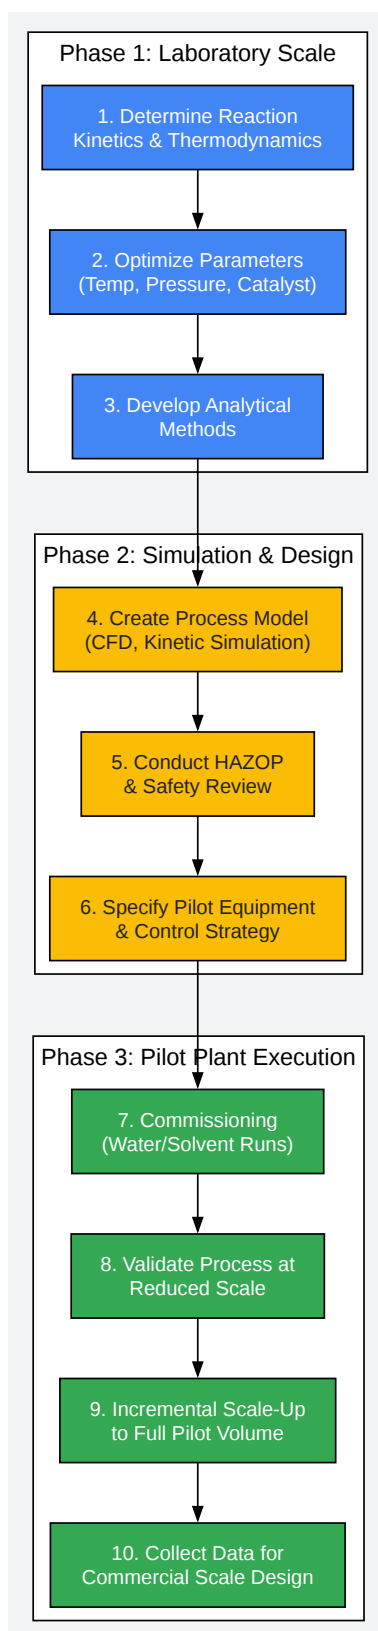 Phase 1: Laboratory Scale
1. Determine Reaction
Kinetics & Thermodynamics
2. Optimize Parameters
(Temp, Pressure, Catalyst)
3. Develop Analytical
Methods
Phase 2: Simulation & Design
4. Create Process Model
(CFD, Kinetic Simulation)
5. Conduct HAZOP
& Safety Review
6. Specify Pilot Equipment
& Control Strategy
Phase 3: Pilot Plant Execution
7. Commissioning
(Water/Solvent Runs)
8. Validate Process at
Reduced Scale
9. Incremental Scale-Up
to Full Pilot Volume
10. Collect Data for
Commercial Scale Design